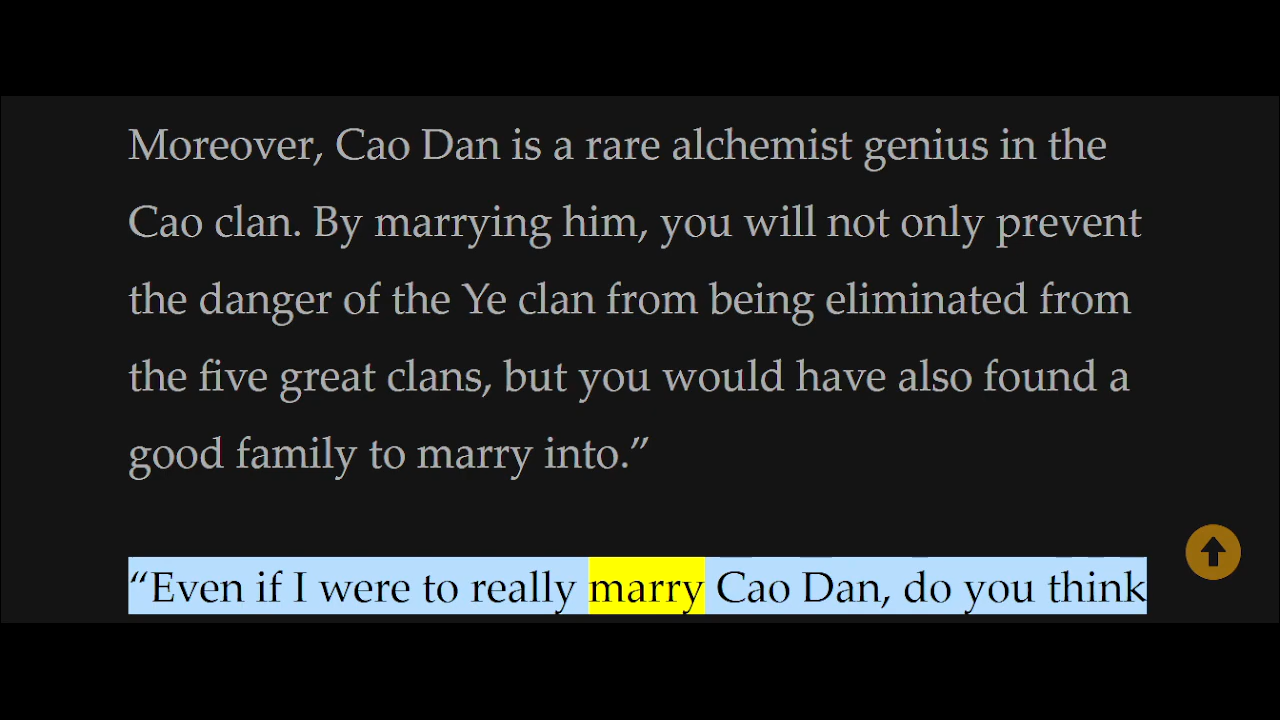 Moreover, Cao Dan is a rare alchemist genius in the
Cao clan. By marrying him, you will not only prevent
the danger of the Ye clan from being eliminated from
the five great clans, but you would have also found a
good family to marry into.”
“Even if I were to really marry Cao Dan, do you think